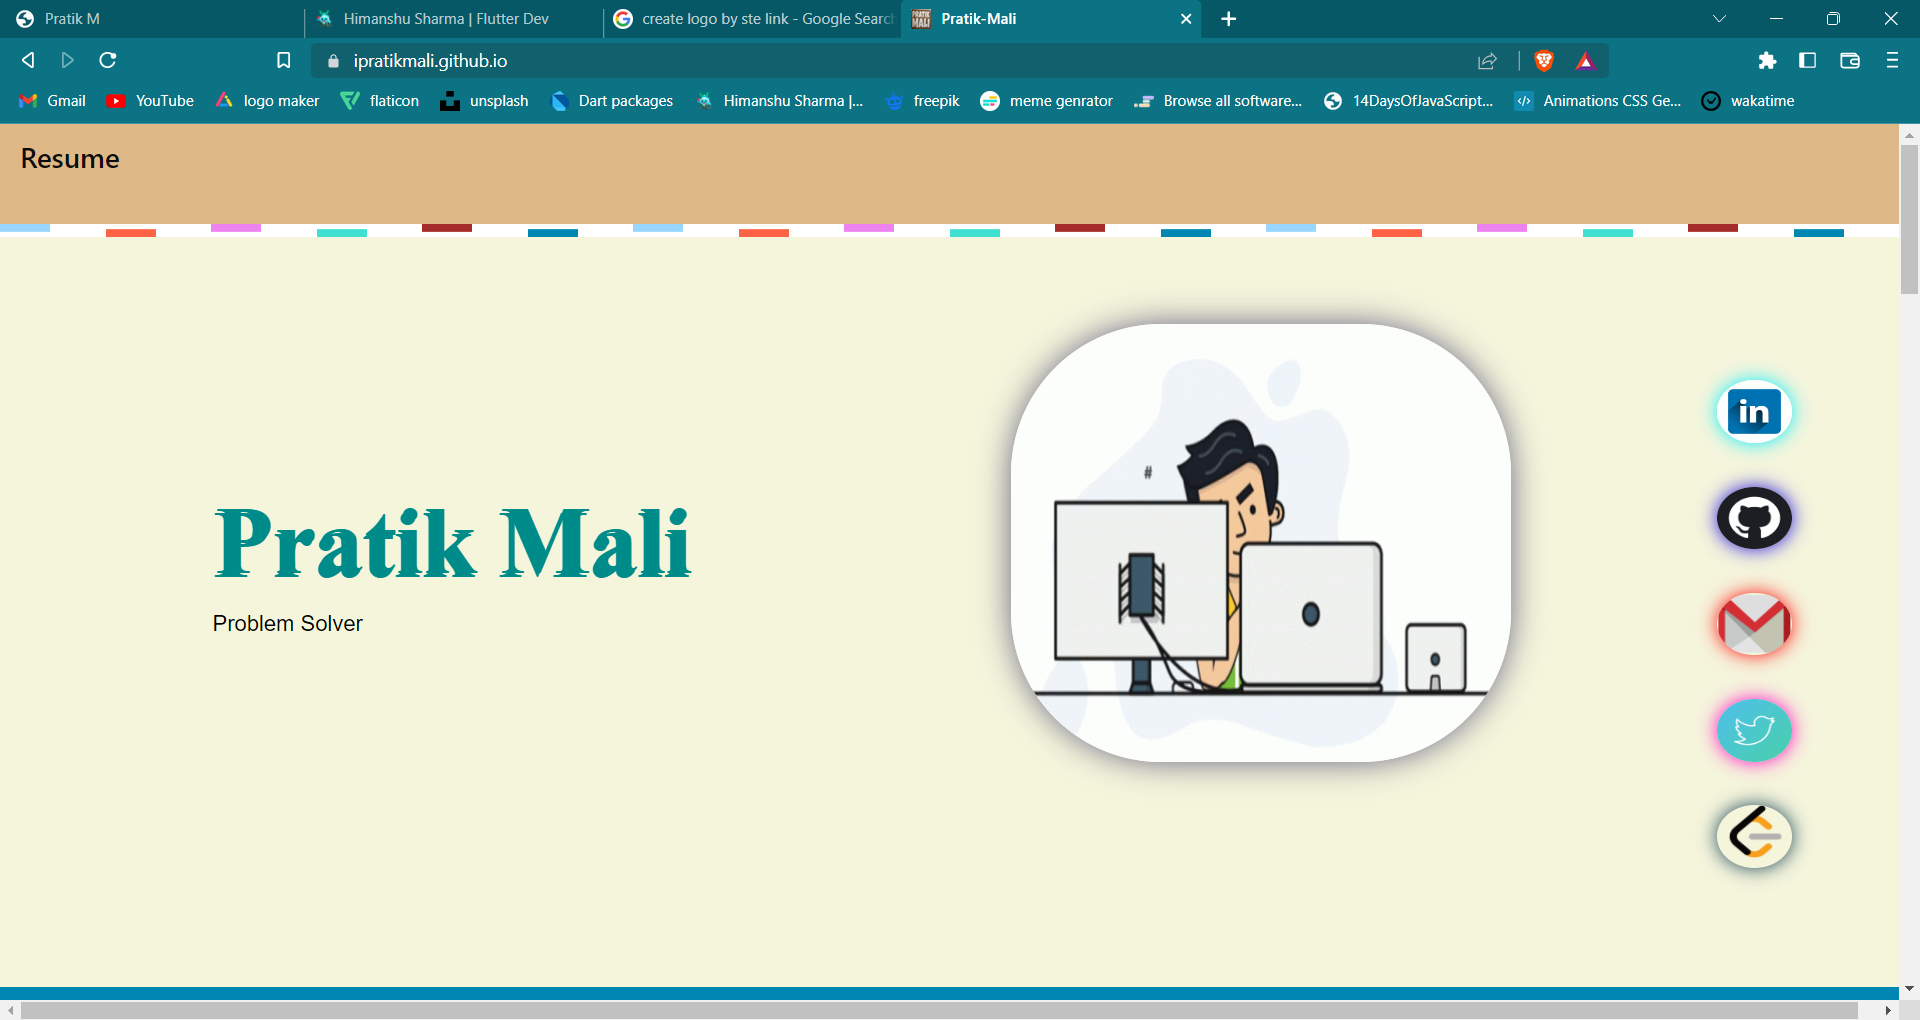 Pratik M
Himanshu Sharma | Flutter Dev
create logo by ste link - Google Searc
Pratik-Mali
ipratikmali.github.io
Gmail
YouTube
logo maker
flaticon
unsplash
Dart packages
Himanshu Sharma |...
freepik
meme genrator
Browse all software...
14DaysOfJavaScript...
Animations CSS Ge...
wakatime
Resume
#
in
Pratik Mali
Problem Solver